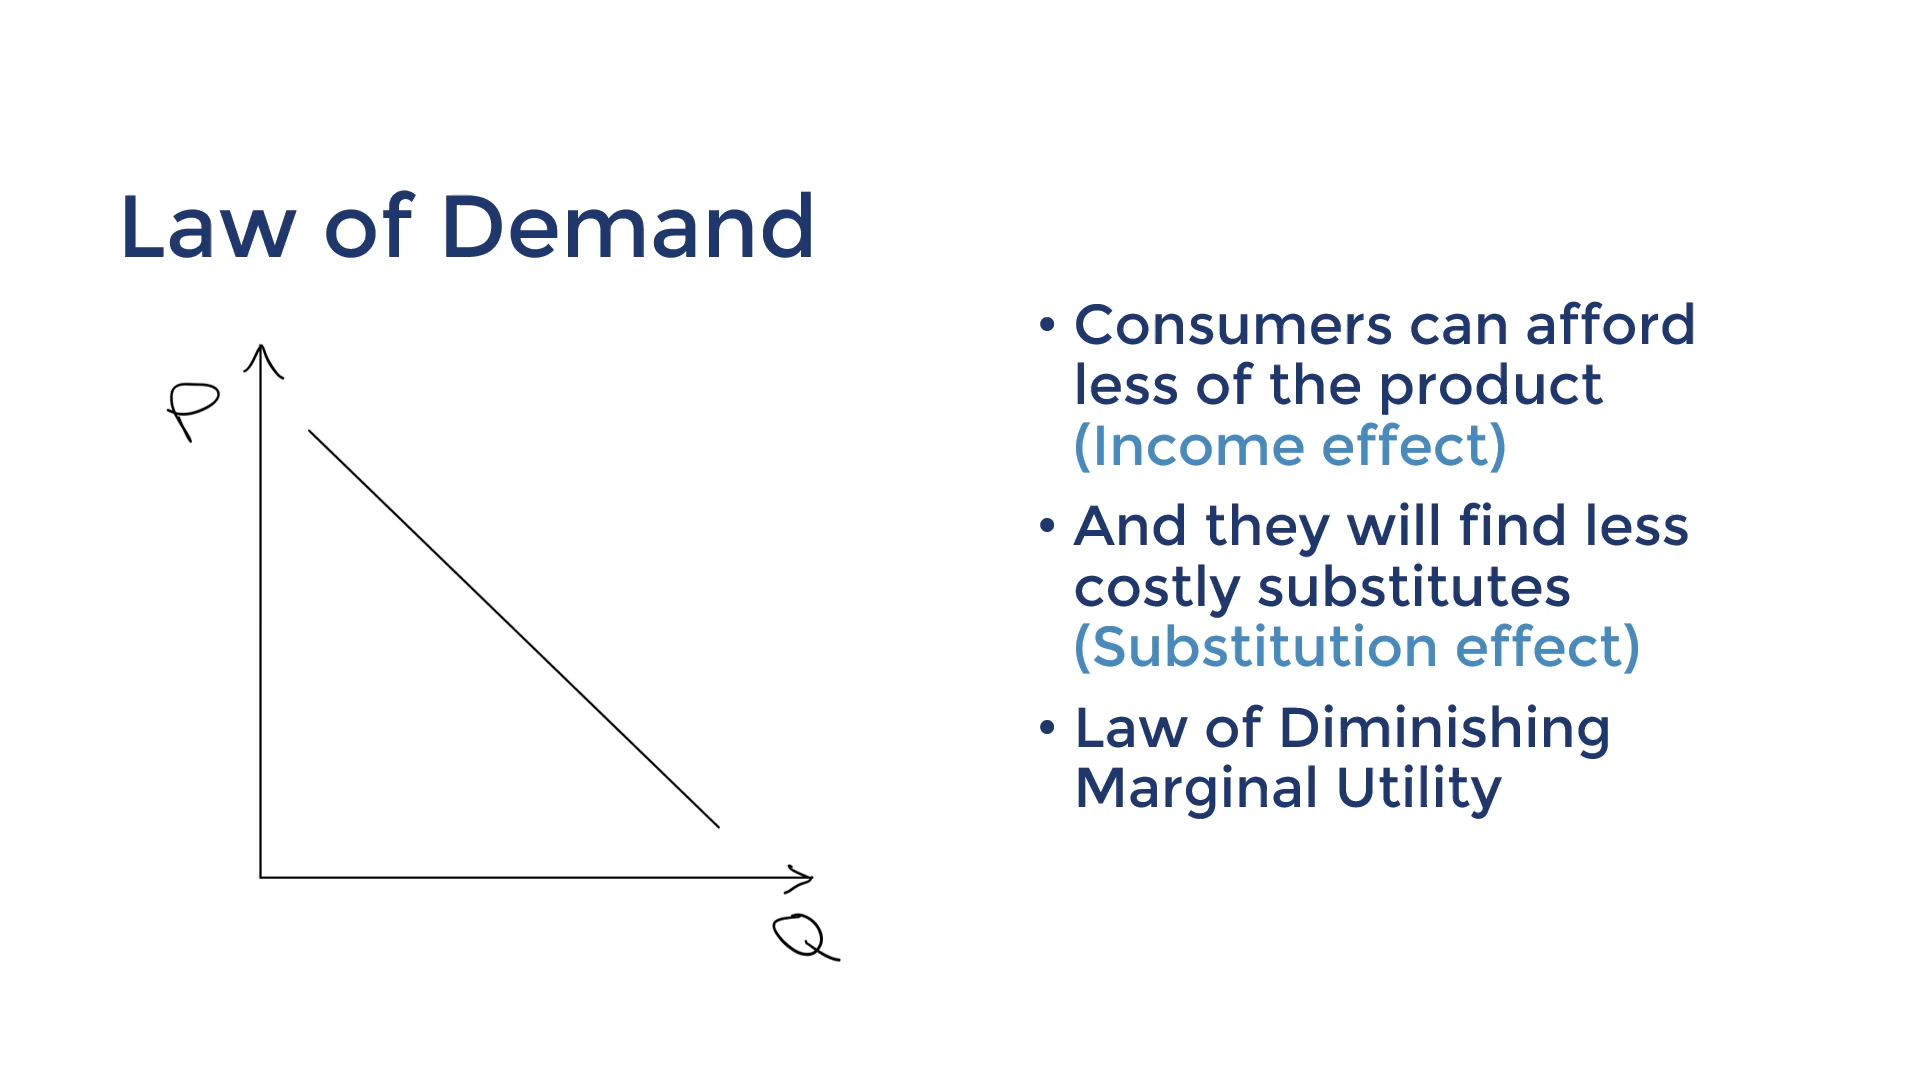 Law of Demand
P
Q
• Consumers can afford
less of the product
(Income effect)
• And they will find less
costly substitutes
(Substitution effect)
• Law of Diminishing
Marginal Utility